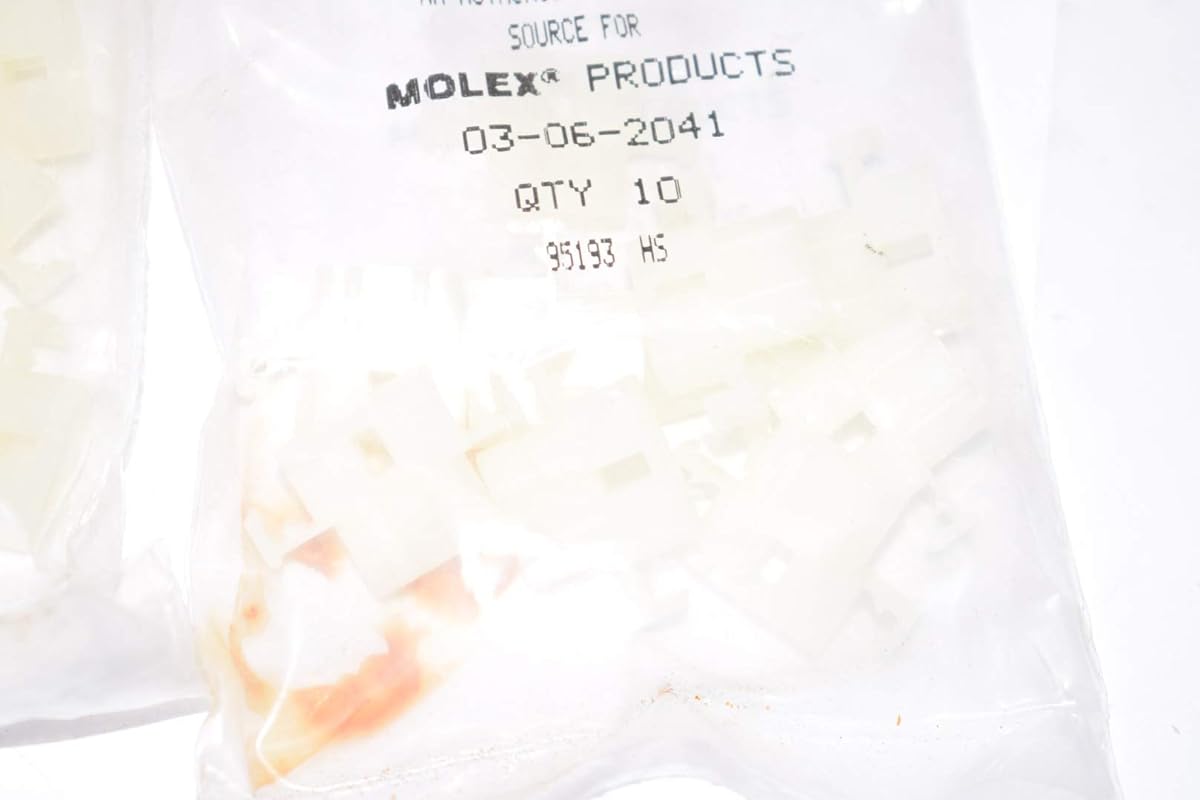 SOURCE FOR
MOLEX® PRODUCTS
03-06-2041
QTY 10
95193 HS